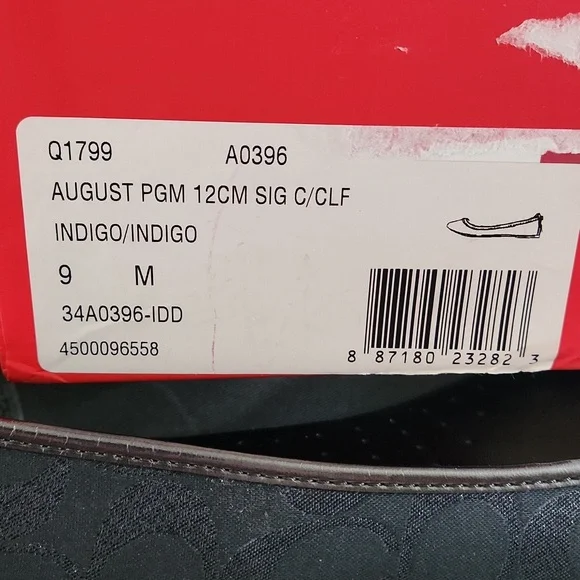 Q1799 A0396
AUGUST PGM 12CM SIG C/CLF
INDIGO/INDIGO
9 M
34A0396-IDD
4500096558
8 87180 23282 3